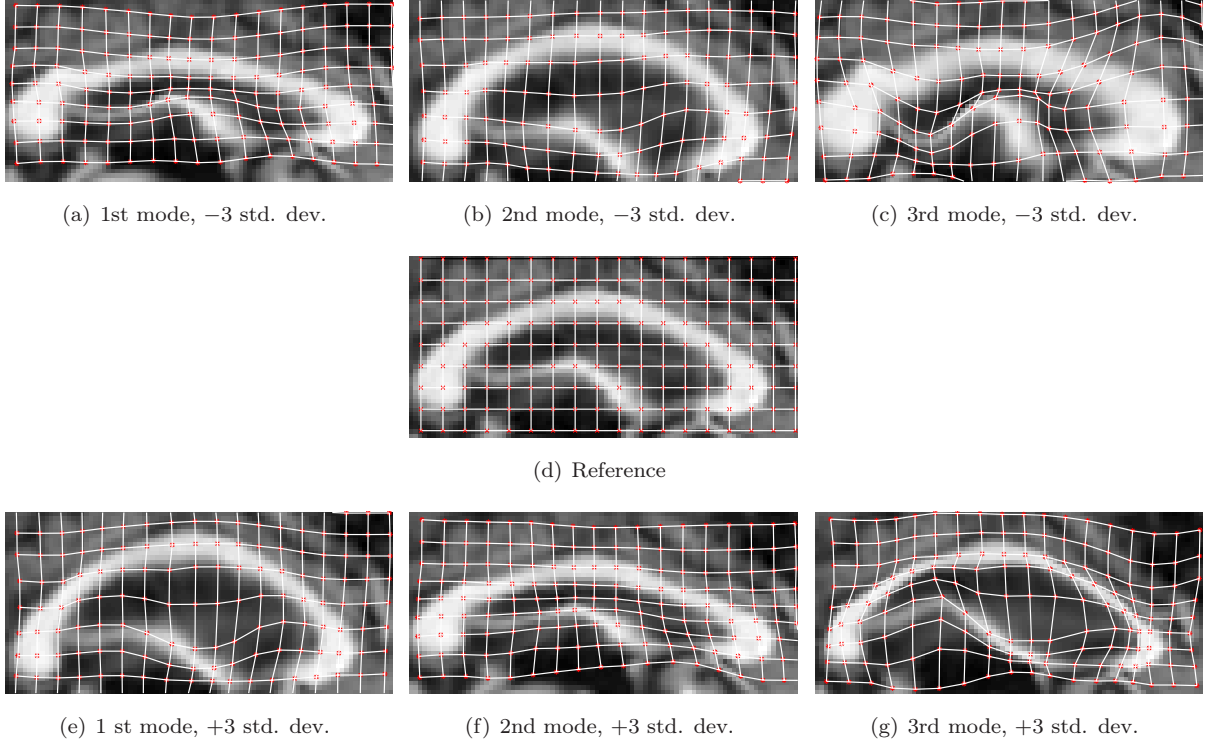 (a) 1st mode, −3 std. dev.
(b) 2nd mode, −3 std. dev.
(c) 3rd mode, −3 std. dev.
(d) Reference
(e) 1 st mode, +3 std. dev.
(f) 2nd mode, +3 std. dev.
(g) 3rd mode, +3 std. dev.